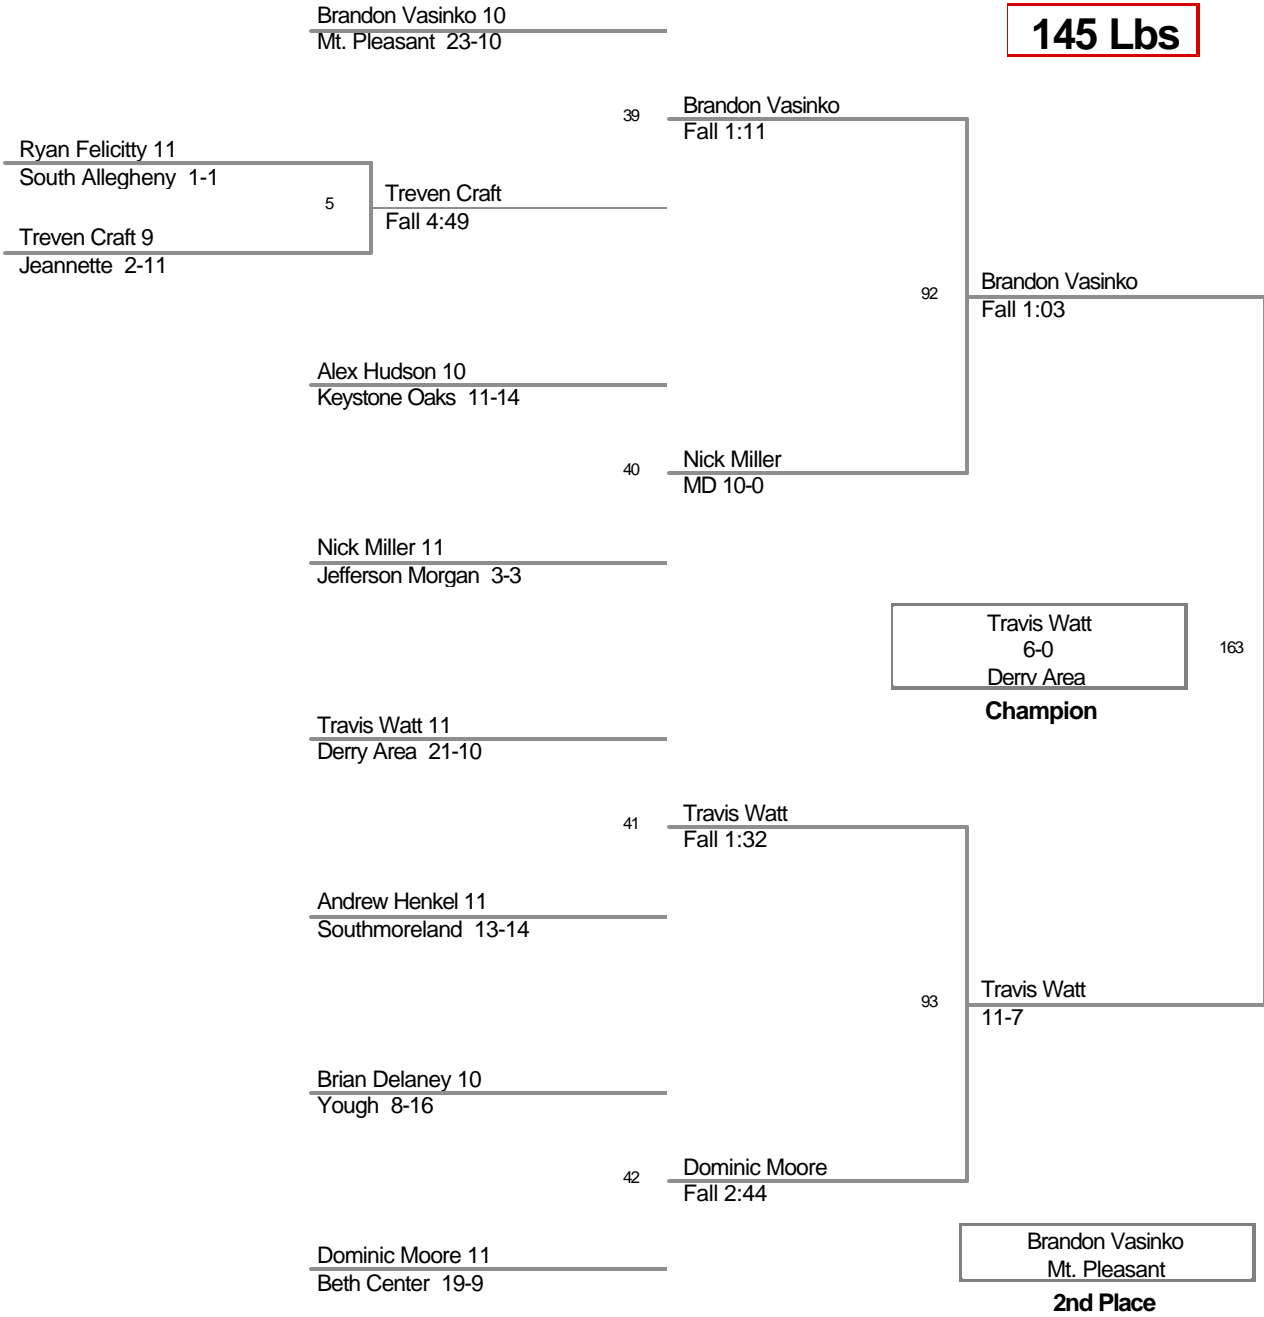 Brandon Vasinko 10
Mt. Pleasant 23-10
145 Lbs
39
Brandon Vasinko
Fall 1:11
Ryan Felicitty 11
South Allegheny 1-1
5
Treven Craft
Fall 4:49
Treven Craft 9
Jeannette 2-11
92
Brandon Vasinko
Fall 1:03
Alex Hudson 10
Keystone Oaks 11-14
40
Nick Miller
MD 10-0
Nick Miller 11
Jefferson Morgan 3-3
Travis Watt
6-0
Derry Area
Champion
163
Travis Watt 11
Derry Area 21-10
41
Travis Watt
Fall 1:32
Andrew Henkel 11
Southmoreland 13-14
93
Travis Watt
11-7
Brian Delaney 10
Yough 8-16
42
Dominic Moore
Fall 2:44
Dominic Moore 11
Beth Center 19-9
Brandon Vasinko
Mt. Pleasant
2nd Place